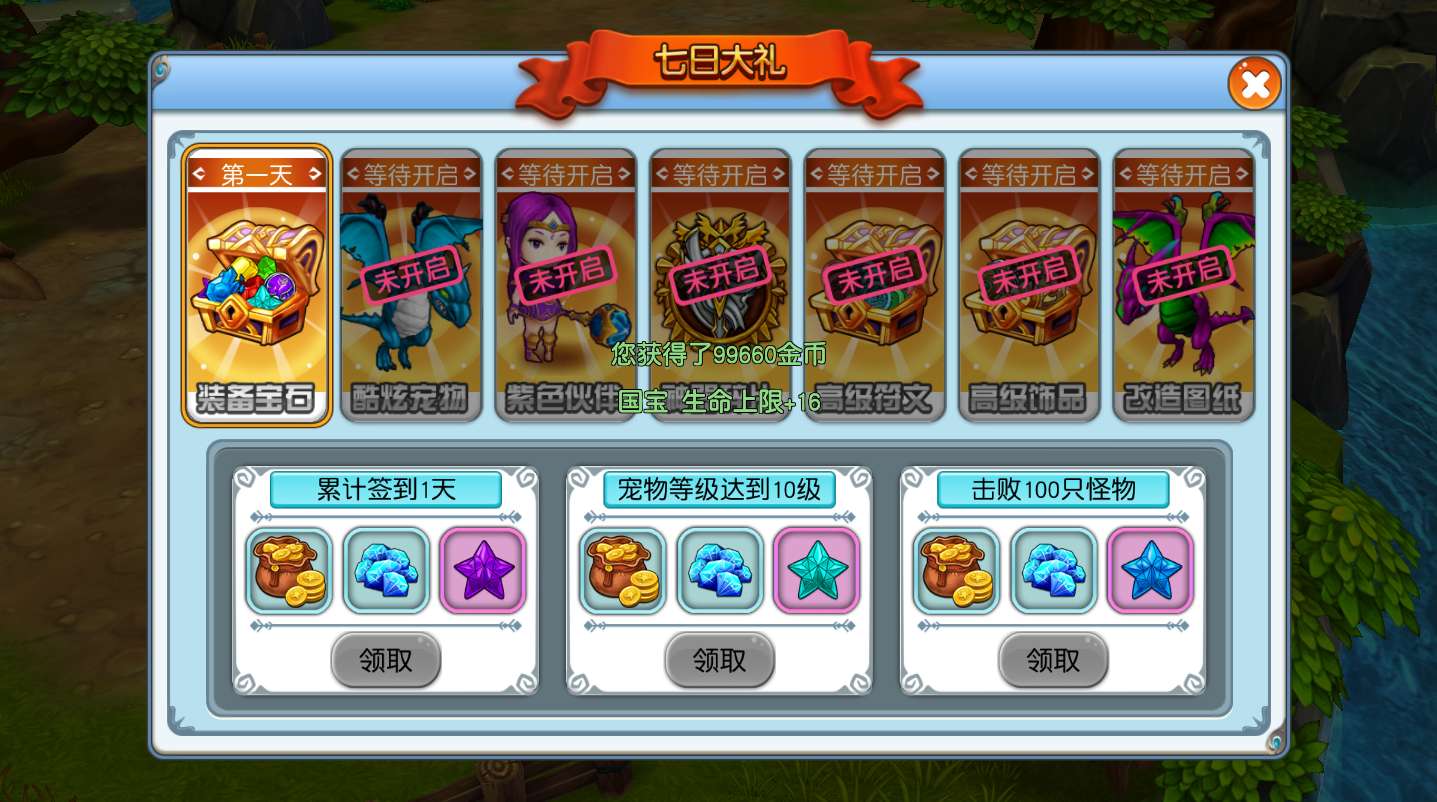 七日大礼
第一天
等待开启
等待开启
等待开启
等待开启
等待开启
等待开启
未开启
未开启
未开启
未开启
未开启
未开启
您获得了99660金币
装备宝石
酷炫宠物
紫色伙伴
高级符文
高级饰品
改造图纸
国宝 生命上限+16
累计签到1天
宠物等级达到10级
击败100只怪物
领取
领取
领取